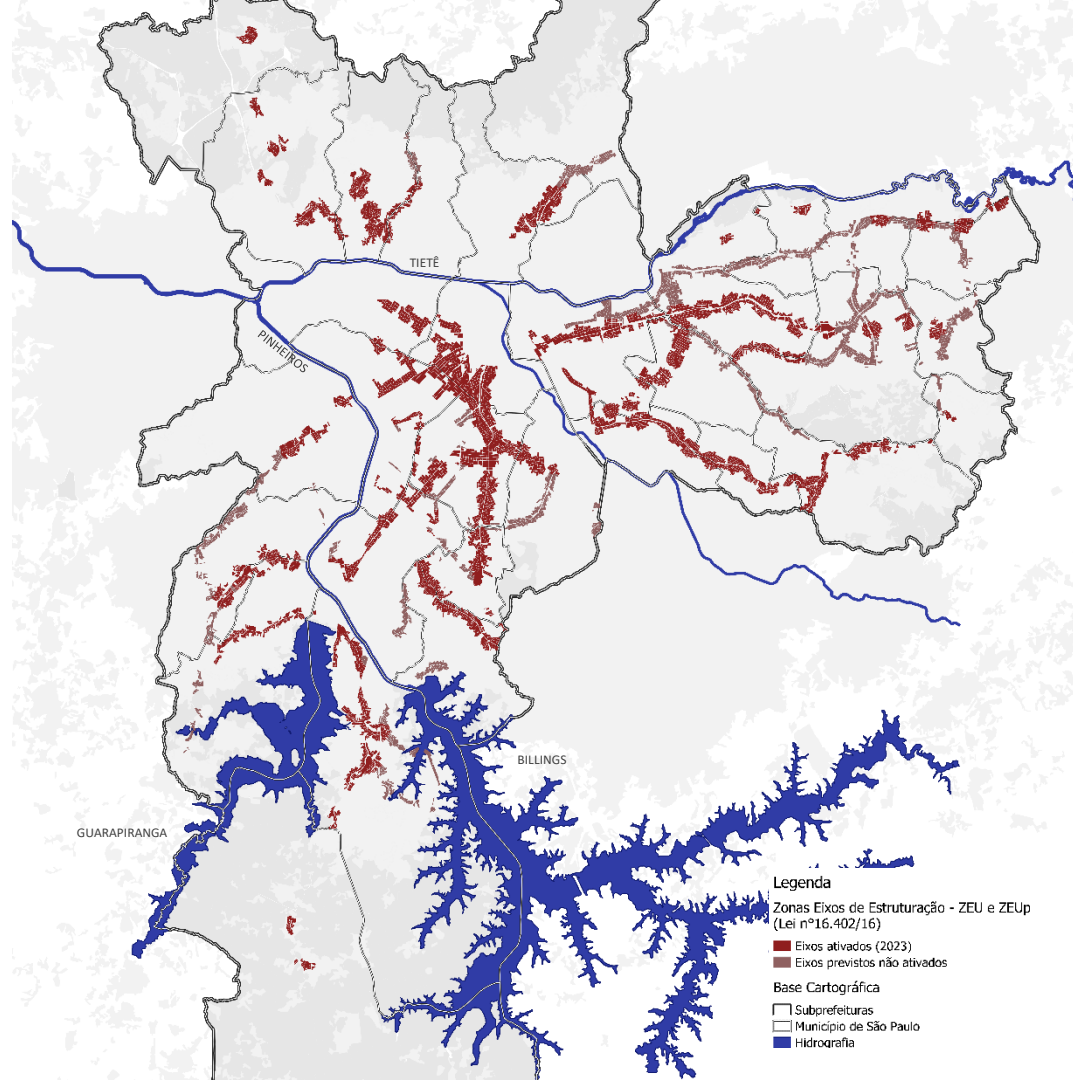 TIETÊ
PINHEIROS
BILLINGS
GUARAPIRANGA
Legenda
Zonas Eixos de Estruturação - ZEU e ZEUp
(Lei nº16.402/16)
Eixos ativados (2023)
Eixos previstos não ativados
Base Cartográfica
Subprefeituras
Município de São Paulo
Hidrografia